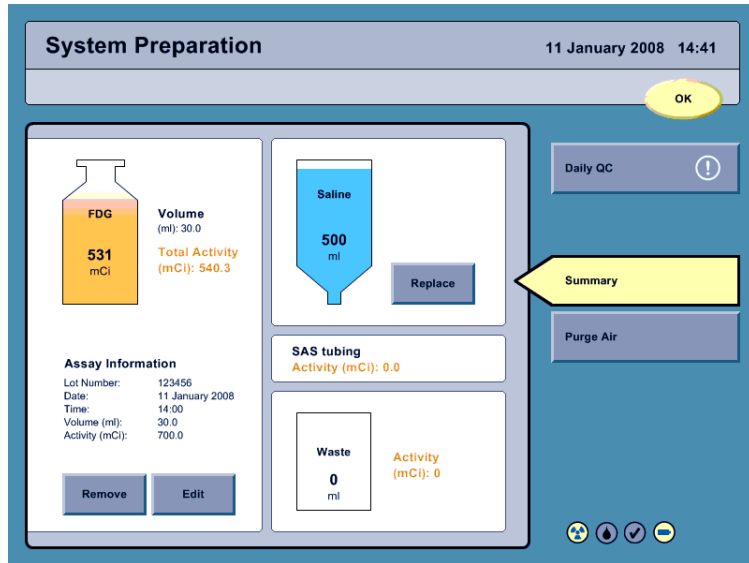 System Preparation
11 January 2008 14:41
OK
FDG
531
mCi
Volume
(ml): 30.0
Total Activity
(mCi): 540.3
Assay Information
Lot Number: 123456
Date: 11 January 2008
Time: 14:00
Volume (ml): 30.0
Activity (mCi): 700.0
Remove
Edit
Saline
500
ml
Replace
SAS tubing
Activity (mCi): 0.0
Waste
0
ml
Activity
(mCi): 0
Daily QC
Summary
Purge Air